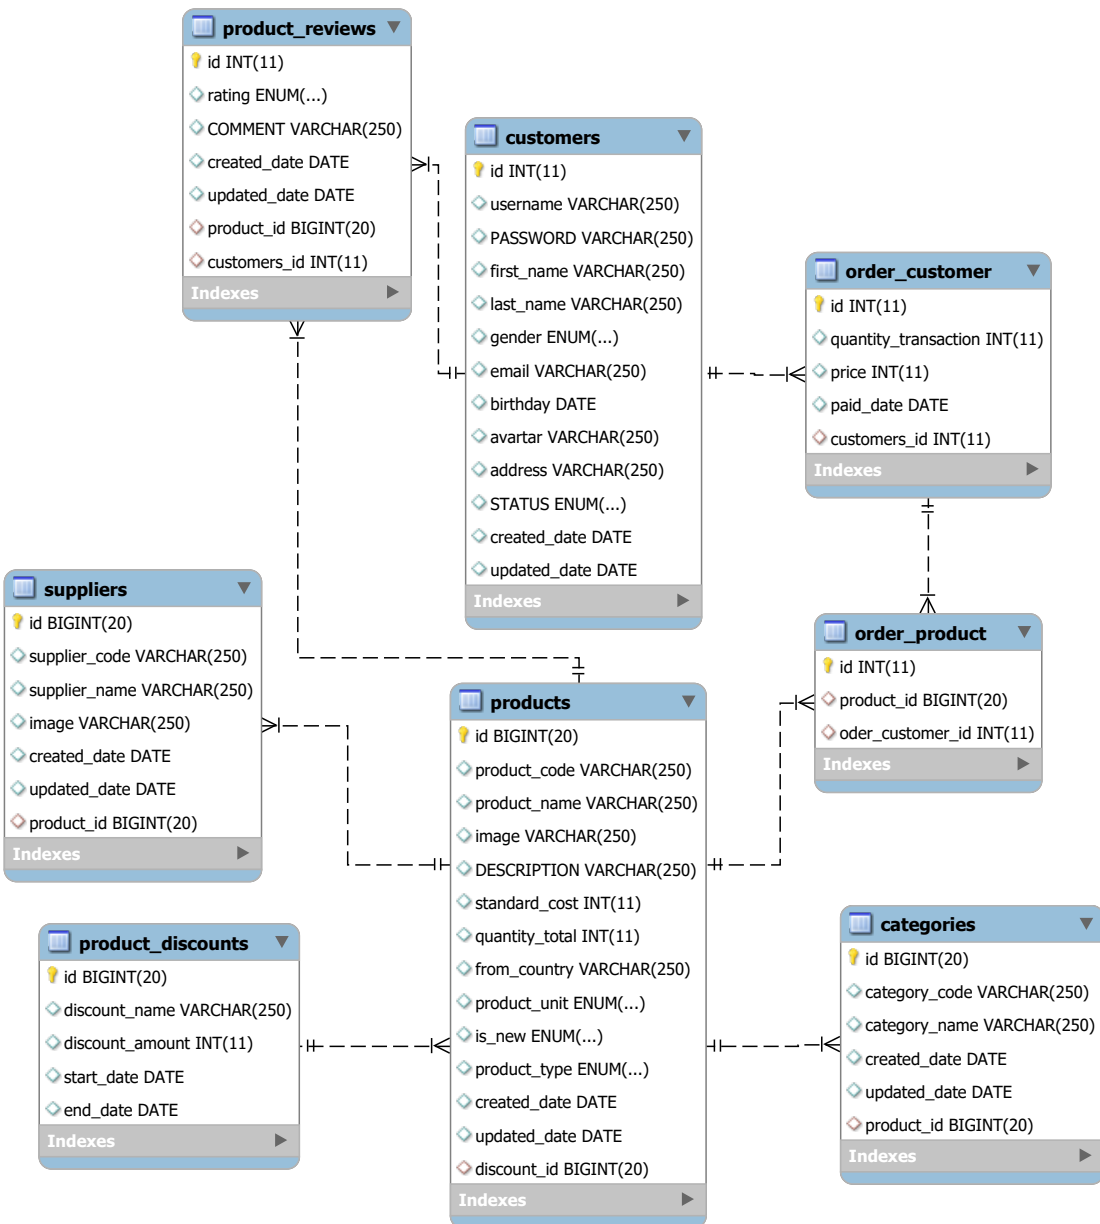 product_reviews
id INT(11)
rating ENUM(...)
COMMENT VARCHAR(250)
created_date DATE
updated_date DATE
product_id BIGINT(20)
customers_id INT(11)
Indexes
customers
id INT(11)
username VARCHAR(250)
PASSWORD VARCHAR(250)
first_name VARCHAR(250)
last_name VARCHAR(250)
gender ENUM(...)
email VARCHAR(250)
birthday DATE
avartar VARCHAR(250)
address VARCHAR(250)
STATUS ENUM(...)
created_date DATE
updated_date DATE
Indexes
order_customer
id INT(11)
quantity_transaction INT(11)
price INT(11)
paid_date DATE
customers_id INT(11)
Indexes
suppliers
id BIGINT(20)
supplier_code VARCHAR(250)
supplier_name VARCHAR(250)
image VARCHAR(250)
created_date DATE
updated_date DATE
product_id BIGINT(20)
Indexes
order_product
id INT(11)
product_id BIGINT(20)
oder_customer_id INT(11)
Indexes
products
id BIGINT(20)
product_code VARCHAR(250)
product_name VARCHAR(250)
image VARCHAR(250)
DESCRIPTION VARCHAR(250)
standard_cost INT(11)
quantity_total INT(11)
from_country VARCHAR(250)
product_unit ENUM(...)
is_new ENUM(...)
product_type ENUM(...)
created_date DATE
updated_date DATE
discount_id BIGINT(20)
Indexes
product_discounts
id BIGINT(20)
discount_name VARCHAR(250)
discount_amount INT(11)
start_date DATE
end_date DATE
Indexes
categories
id BIGINT(20)
category_code VARCHAR(250)
category_name VARCHAR(250)
created_date DATE
updated_date DATE
product_id BIGINT(20)
Indexes